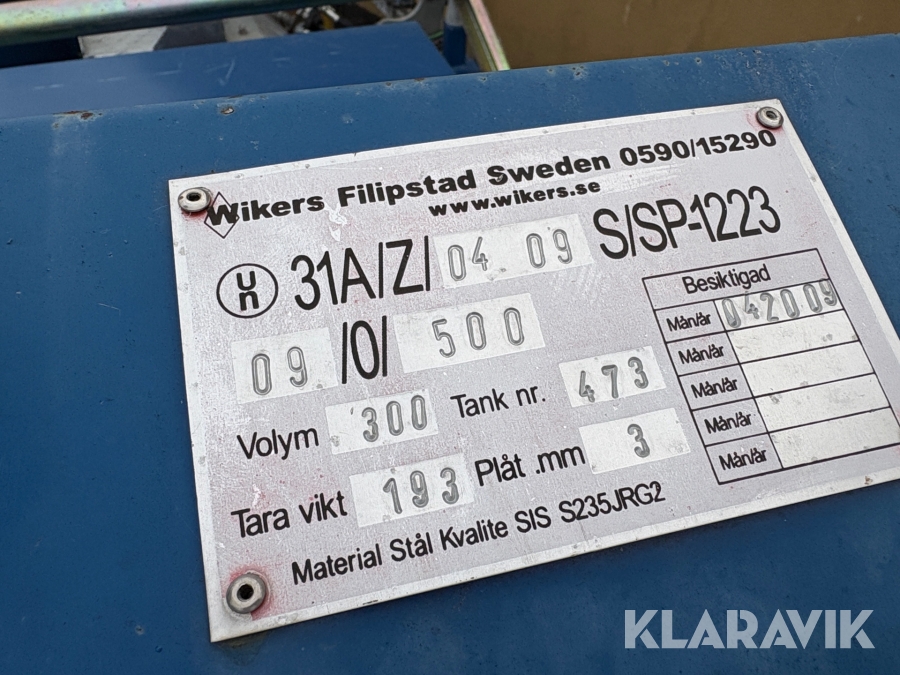 Wikers Filipstad Sweden 0590/15290
www.wikers.se
un 31A/Z/ 04 09 S/SP-1223
09 /0/ 500
Besiktigad
Mån/år 042009
Mån/år
Mån/år
Mån/år
Mån/år
Volym 300 Tank nr. 473
Tara vikt 193 Plåt .mm 3
Material Stål Kvalite SIS S235JRG2
KLARAVIK